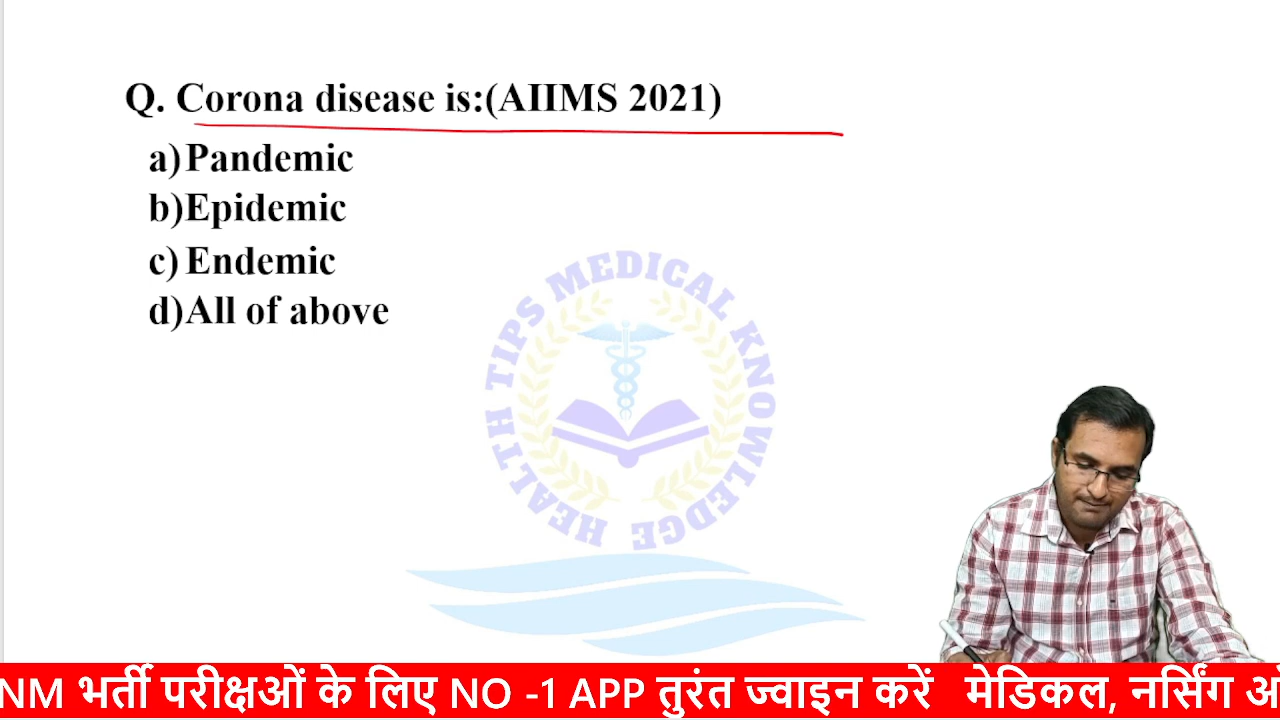 Q. Corona disease is:(AIIMS 2021)
a) Pandemic
b)Epidemic
c) Endemic
d)All of above
HEALTH TIPS MEDICAL KNOWLEDGE
NM भर्ती परीक्षओं के लिए NO -1 APP तुरंत ज्वाइन करें मेडिकल, नर्सिंग